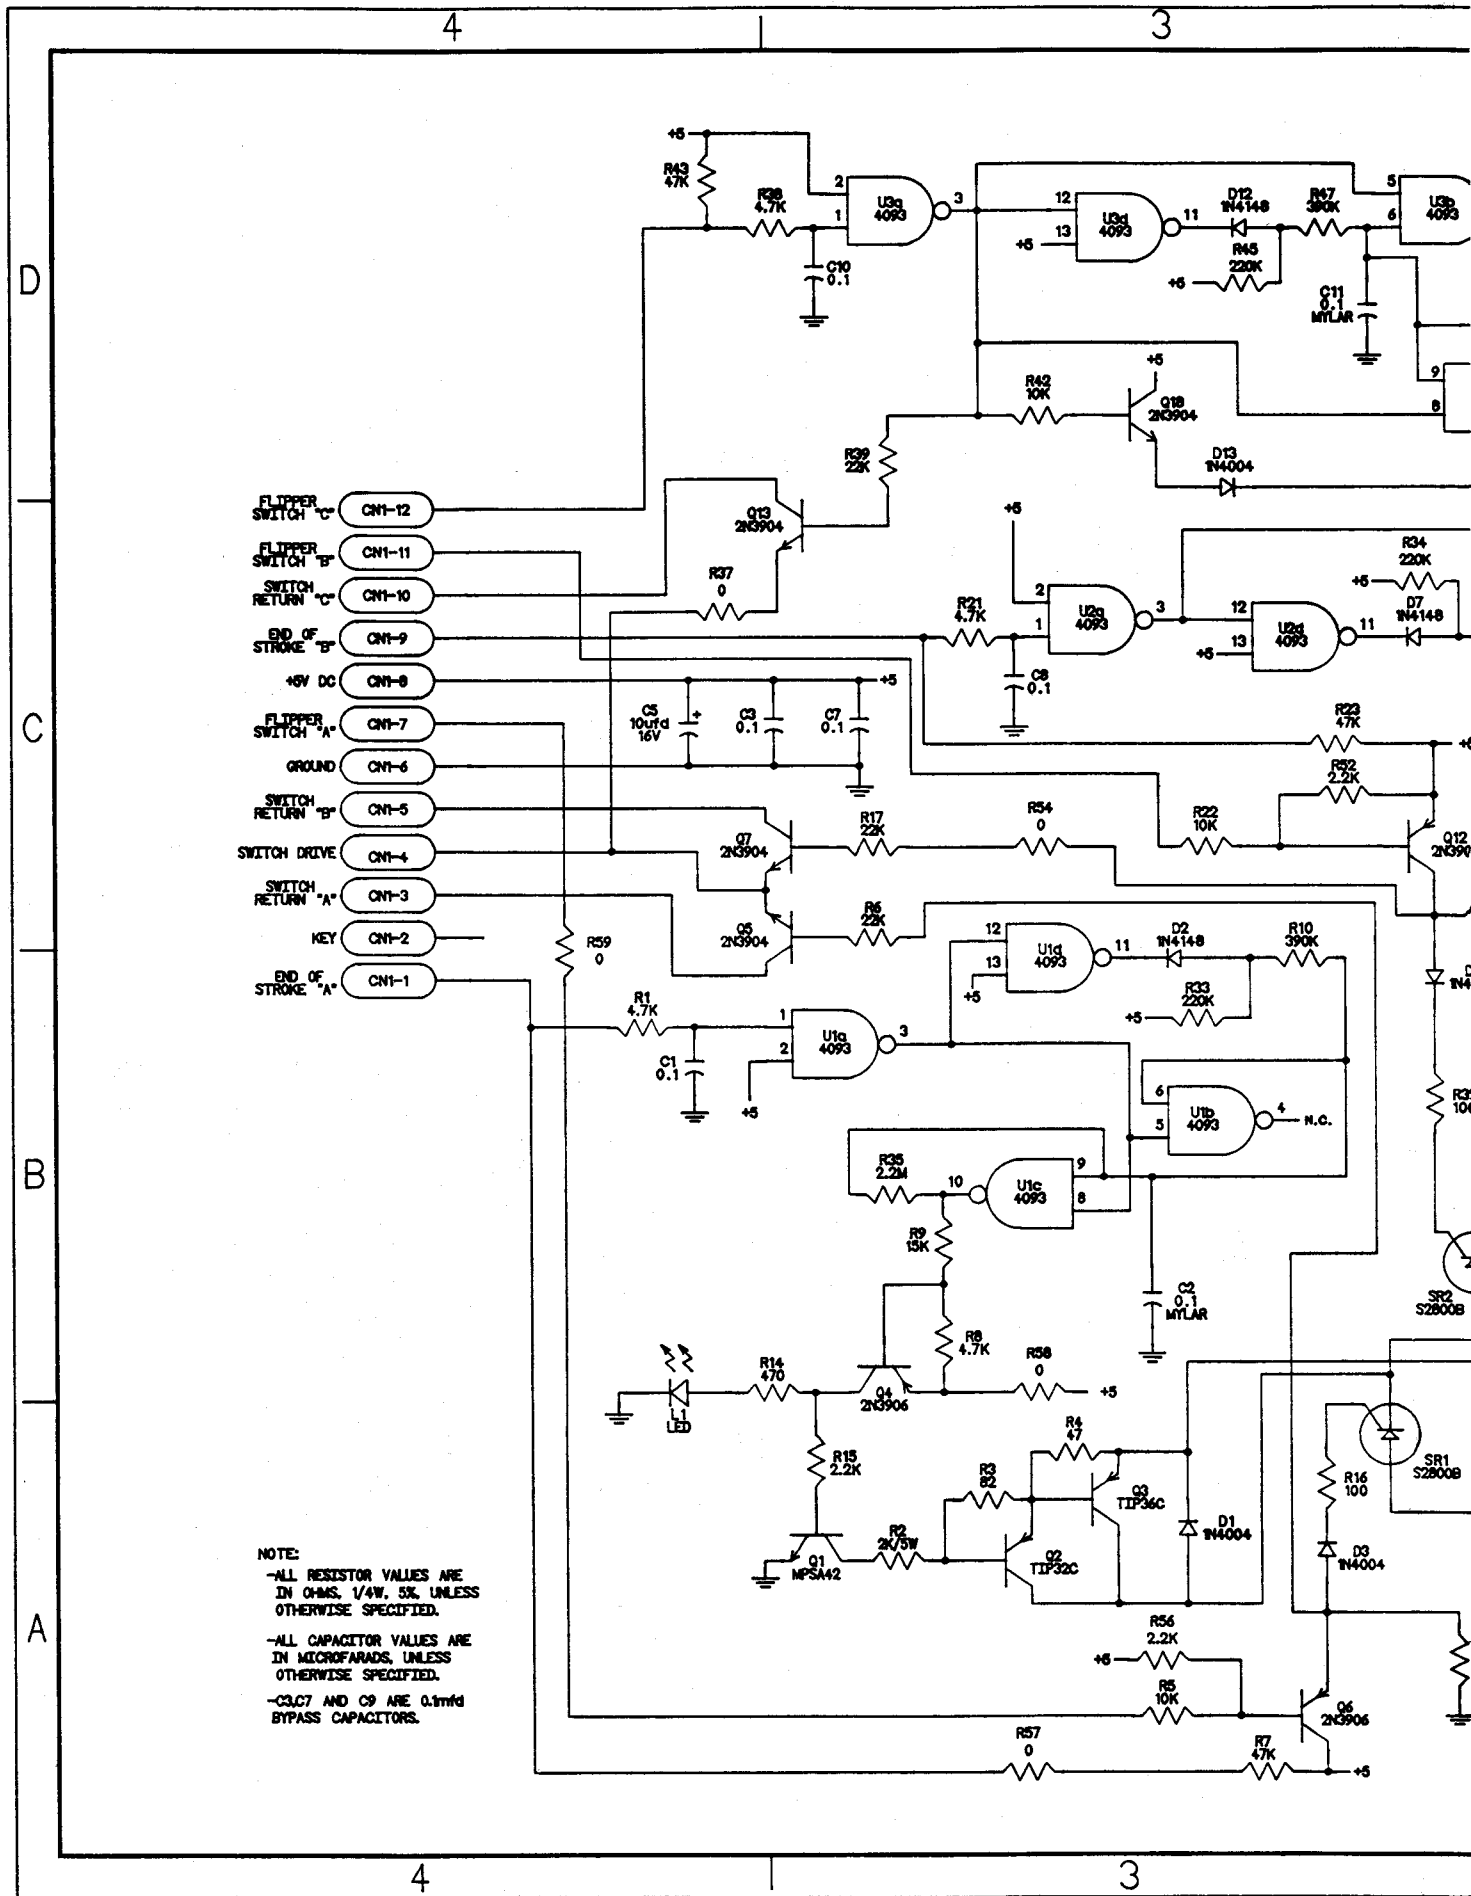 4
3
D
C
B
A
+5
R43
47K
R38
4.7K
2
1
U3a
4093
3
C10
0.1
12
13
+5
U3d
4093
11
D12
1N4148
R47
390K
R45
220K
+5
C11
0.1
MYLAR
5
6
U3b
4093
9
8
R42
10K
+5
Q18
2N3904
D13
1N4004
R39
22K
Q13
2N3904
R37
0
FLIPPER
SWITCH "C"
CN1-12
FLIPPER
SWITCH "B"
CN1-11
SWITCH
RETURN "C"
CN1-10
END OF
STROKE "B"
CN1-9
+5V DC
CN1-8
FLIPPER
SWITCH "A"
CN1-7
GROUND
CN1-6
SWITCH
RETURN "B"
CN1-5
SWITCH DRIVE
CN1-4
SWITCH
RETURN "A"
CN1-3
KEY
CN1-2
END OF
STROKE "A"
CN1-1
+5
R21
4.7K
2
1
U2a
4093
3
C8
0.1
12
13
+5
U2d
4093
11
R34
220K
+5
D7
1N4148
C5
10ufd
16V
+
C3
0.1
C7
0.1
+5
R23
47K
R52
2.2K
R22
10K
Q12
Q7
2N3904
R17
22K
R54
0
Q5
2N3904
R6
22K
R59
0
12
13
+5
U1d
4093
11
D2
1N4148
R10
390K
R33
220K
+5
R1
4.7K
C1
0.1
1
2
+5
U1a
4093
3
6
5
U1b
4093
4
N.C.
R35
2.2M
10
U1c
4093
9
8
R9
15K
C2
0.1
MYLAR
R8
4.7K
SR2
S2800B
R14
470
L1
LED
Q4
2N3906
R58
0
+5
R15
2.2K
R4
47
R3
82
Q3
TIP36C
R2
2K/5W
Q1
MPSA42
Q2
TIP32C
D1
1N4004
R16
100
SR1
S2800B
D3
1N4004
R56
2.2K
+5
R5
10K
Q6
2N3906
R57
0
R7
47K
+5
NOTE:
-ALL RESISTOR VALUES ARE
IN OHMS, 1/4W, 5%, UNLESS
OTHERWISE SPECIFIED.
-ALL CAPACITOR VALUES ARE
IN MICROFARADS, UNLESS
OTHERWISE SPECIFIED.
-C3,C7 AND C9 ARE 0.1mfd
BYPASS CAPACITORS.
4
3